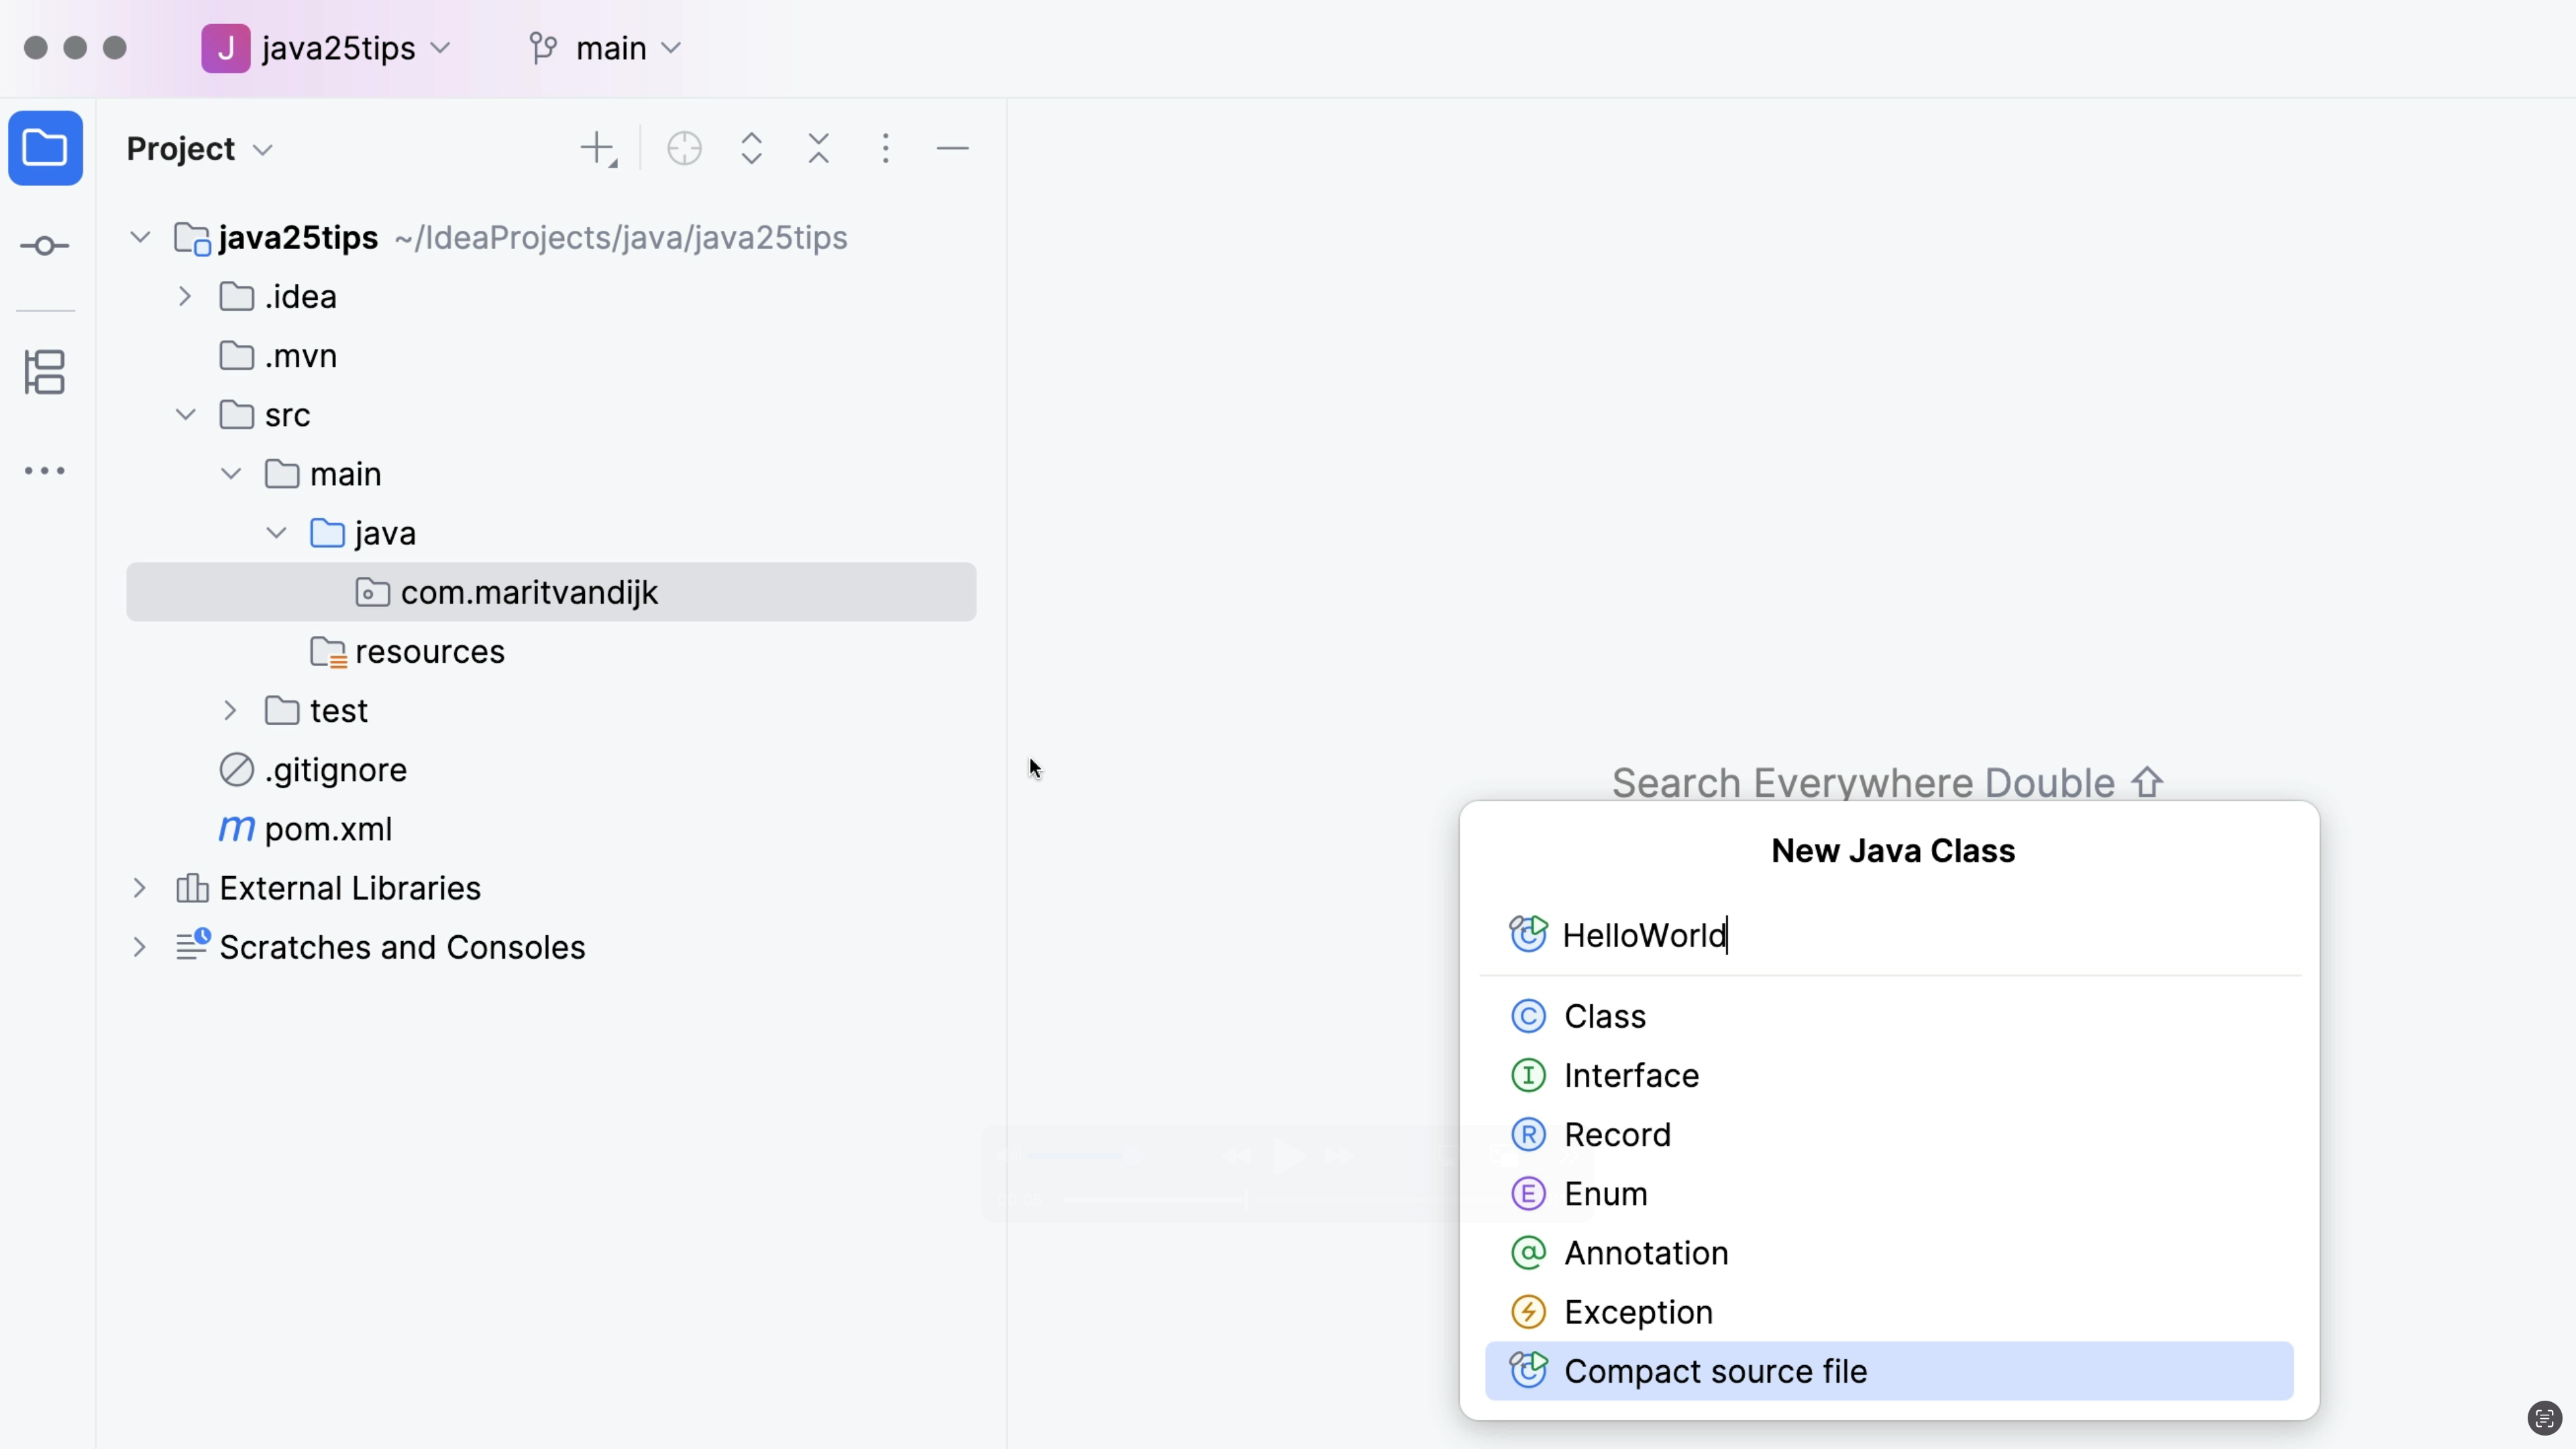 J java25tips main
Project
java25tips ~/IdeaProjects/java/java25tips
.idea
.mvn
src
main
java
com.maritvandijk
resources
test
.gitignore
m pom.xml
External Libraries
Scratches and Consoles
Search Everywhere Double ⇧
New Java Class
C HelloWorld
C Class
I Interface
R Record
E Enum
@ Annotation
Exception
C Compact source file